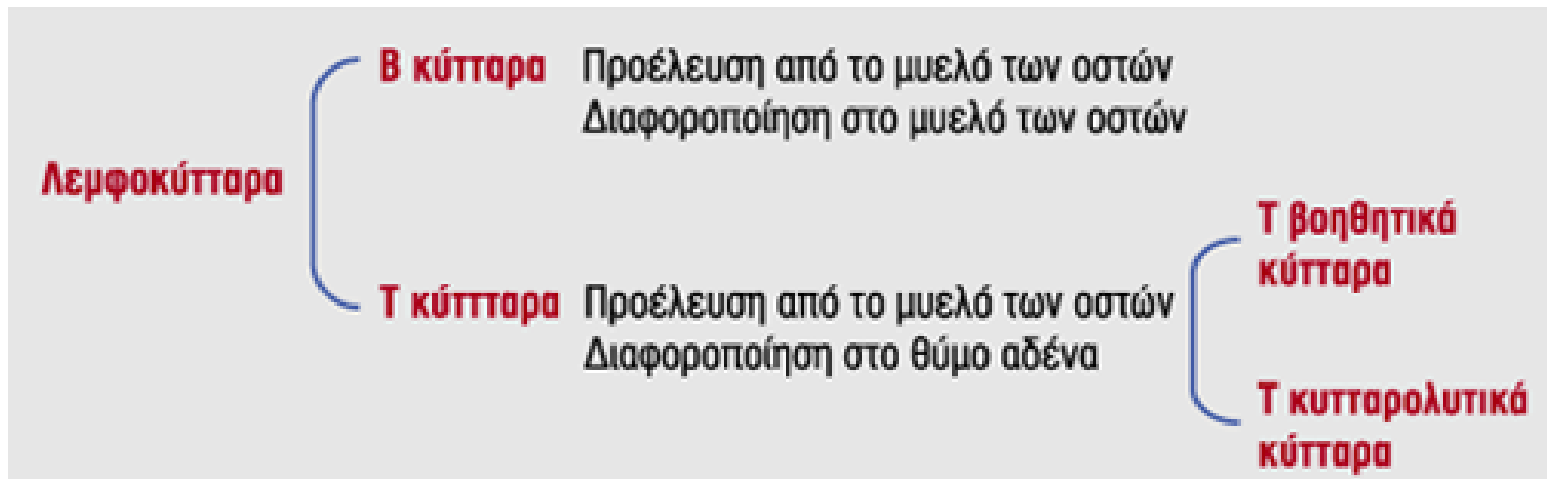 Β κύτταρα Προέλευση από το μυελό των οστών
Διαφοροποίηση στο μυελό των οστών
Λεμφοκύτταρα
Τ βοηθητικά
κύτταρα
Τ κύττταρα Προέλευση από το μυελό των οστών
Διαφοροποίηση στο θύμο αδένα
Τ κυτταρολυτικά
κύτταρα